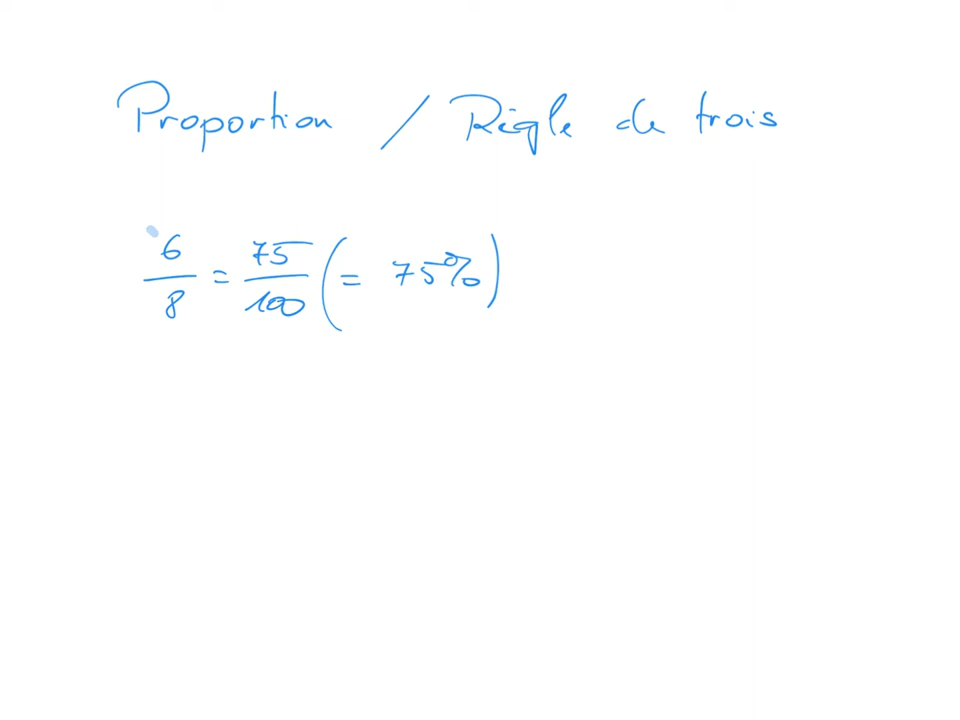 Proportion / Règle de trois
6/8 = 75/100 (= 75%)